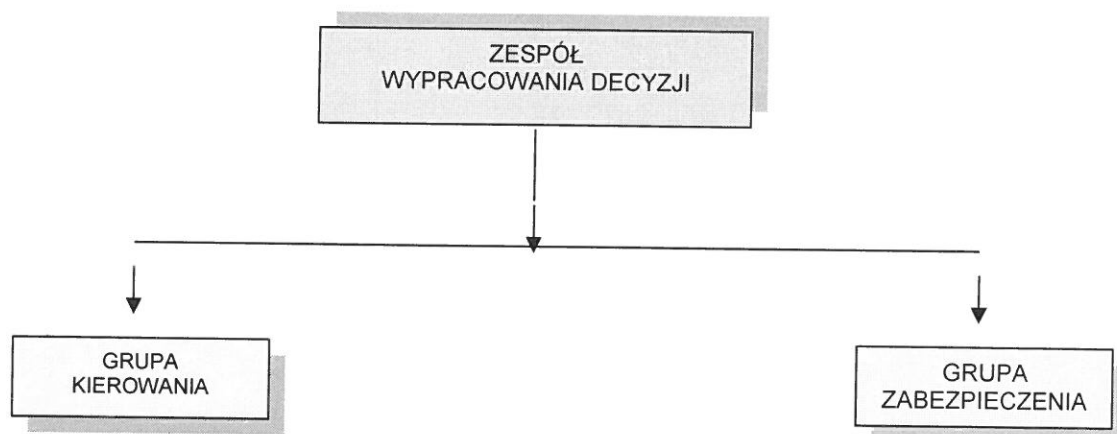 ZESPÓŁ
WYPRACOWANIA DECYZJI
GRUPA
KIEROWANIA
GRUPA
ZABEZPIECZENIA